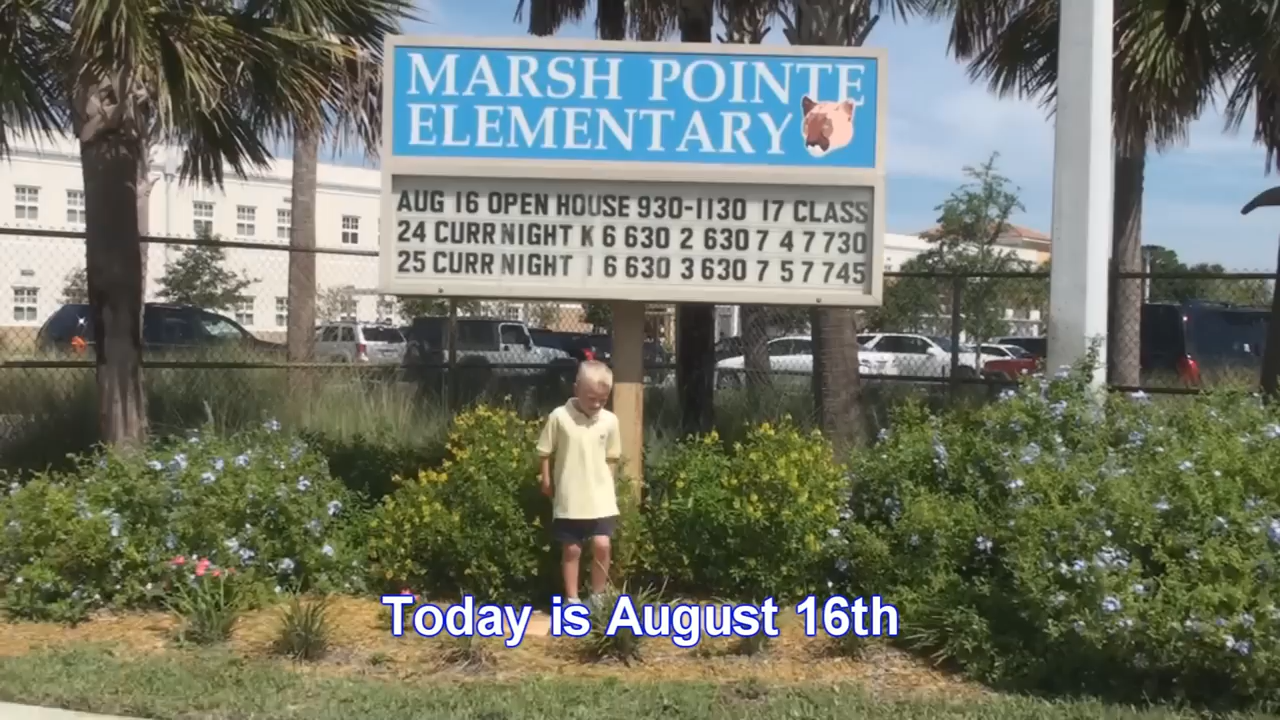 MARSH POINTE
ELEMENTARY
AUG 16 OPEN HOUSE 930-1130 17 CLASS
24 CURR NIGHT K 6 630 2 630 7 4 7 730
25 CURR NIGHT 1 6 630 3 630 7 5 7 745
Today is August 16th